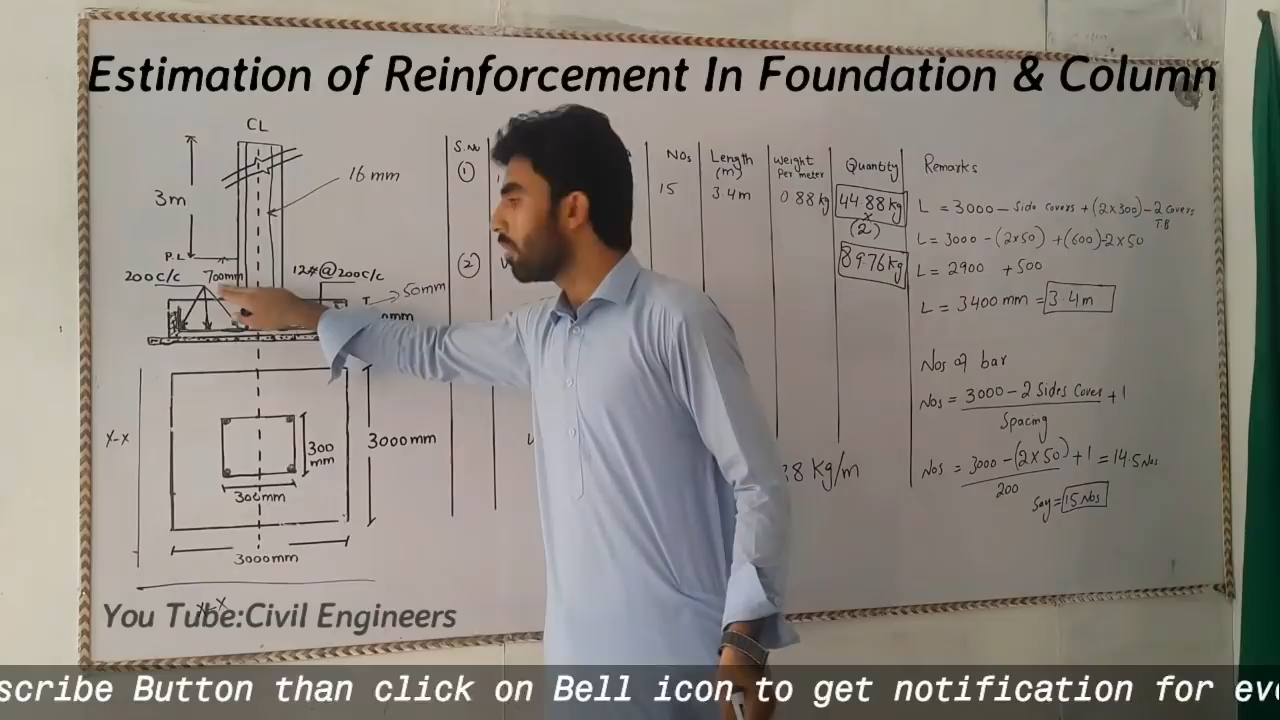 Estimation of Reinforcement In Foundation & Column
CL
3m
16 mm
P.L
200C/C
700mm
12#@200C/C
50mm
X-X
300
mm
300mm
3000mm
3000mm
X-X
S.No
①
②
NOs
15
Length
(m)
3.4m
Weight
Per meter
0.88 kg
Quantity
44.88 kg
x
(2)
89.76 kg
.8 Kg/m
Remarks
L = 3000 - Side Covers + (2x300) - 2 Covers
T.B
L = 3000 - (2x50) + (600) - 2x50
L = 2900 + 500
L = 3400 mm = 3.4m
Nos of bar
Nos = 3000 - 2 Sides Cover + 1
Spacing
Nos = 3000 - (2x50) + 1 = 14.5 Nos
200
Say = 15 Nos
You Tube:Civil Engineers
scribe Button than click on Bell icon to get notification for eve